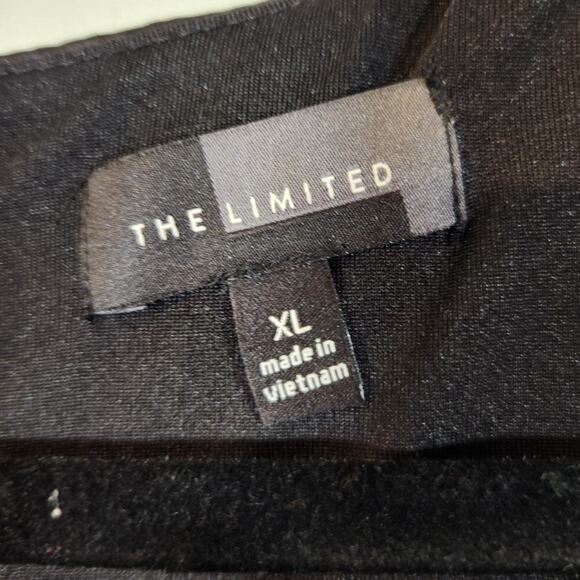 THE LIMITED
XL
made in
vietnam